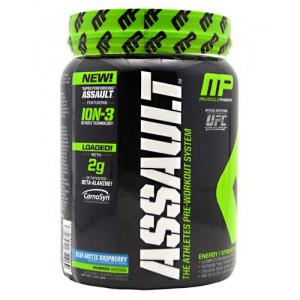 NEW!
"SUPER PERFORMING"
ASSAULT
FEATURING
ION-3
NITRATE TECHNOLOGY!
LOADED!
WITH
2g
OF PATENTED
BETA-ALANINE!
CarnoSyn
BLUE ARCTIC RASPBERRY
ASSAULT
THE ATHLETES PRE-WORKOUT SYSTEM
MP
MUSCLEPHARM
UFC
ENERGY